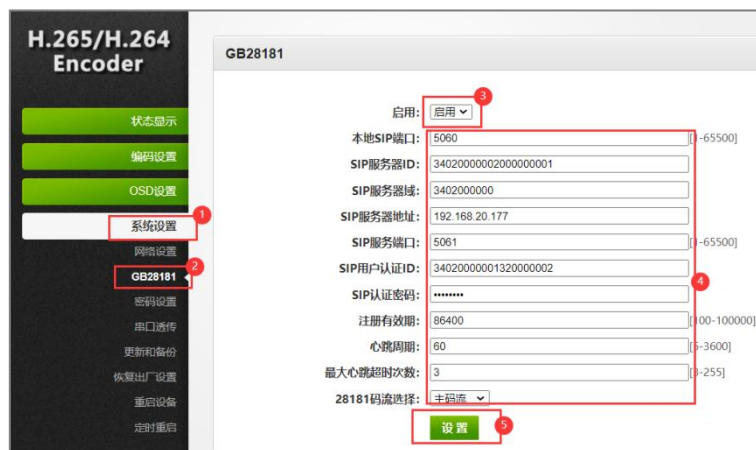 H.265/H.264
Encoder
状态显示
编码设置
OSD设置
系统设置
1
网络设置
GB28181
2
密码设置
串口透传
更新和备份
恢复出厂设置
重启设备
定时重启
GB28181
3
启用: 启用
本地SIP端口: 5060 [1-65500]
SIP服务器ID: 34020000002000000001
SIP服务器域: 3402000000
SIP服务器地址: 192.168.20.177
SIP服务端口: 5061 [1-65500]
SIP用户认证ID: 34020000001320000002
4
SIP认证密码: ••••••••
注册有效期: 86400 [100-100000]
心跳周期: 60 [5-3600]
最大心跳超时次数: 3 [3-255]
28181码流选择: 主码流
设置
5